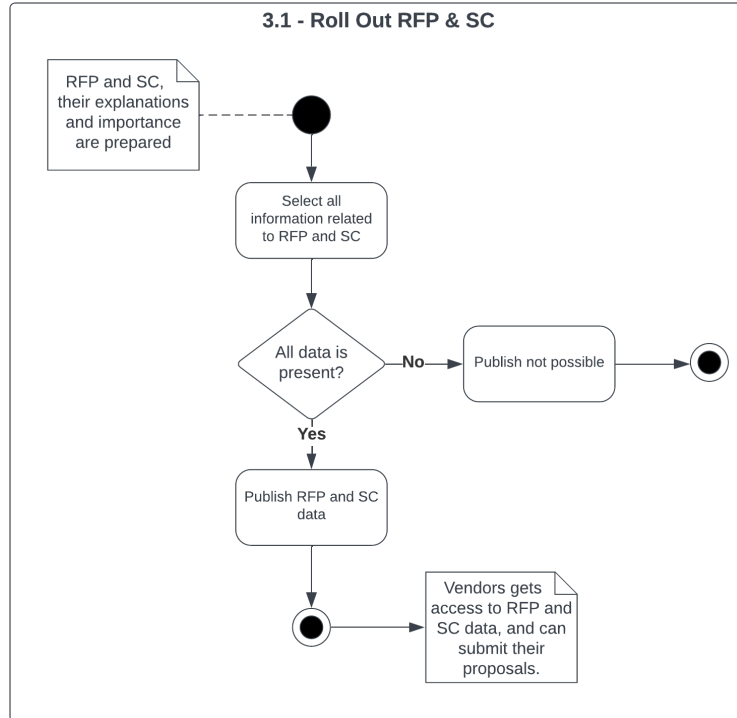 3.1 - Roll Out RFP & SC
RFP and SC,
their explanations
and importance
are prepared
Select all
information related
to RFP and SC
All data is
present?
No
Publish not possible
Yes
Publish RFP and SC
data
Vendors gets
access to RFP and
SC data, and can
submit their
proposals.